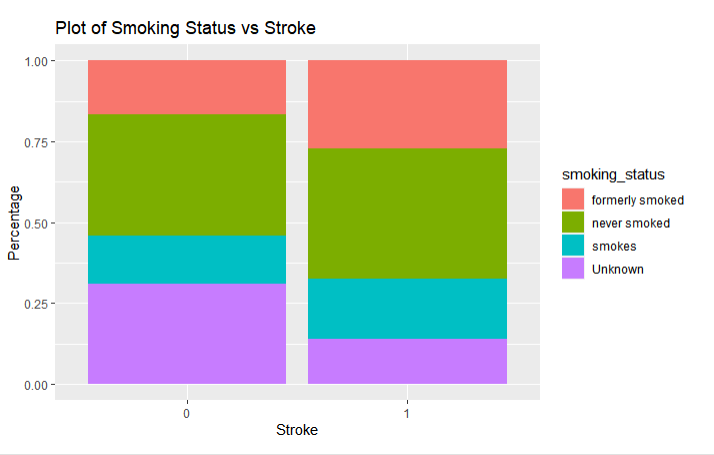 Plot of Smoking Status vs Stroke
1.00
0.75
0.50
0.25
0.00
Percentage
0 1
Stroke
smoking_status
formerly smoked
never smoked
smokes
Unknown